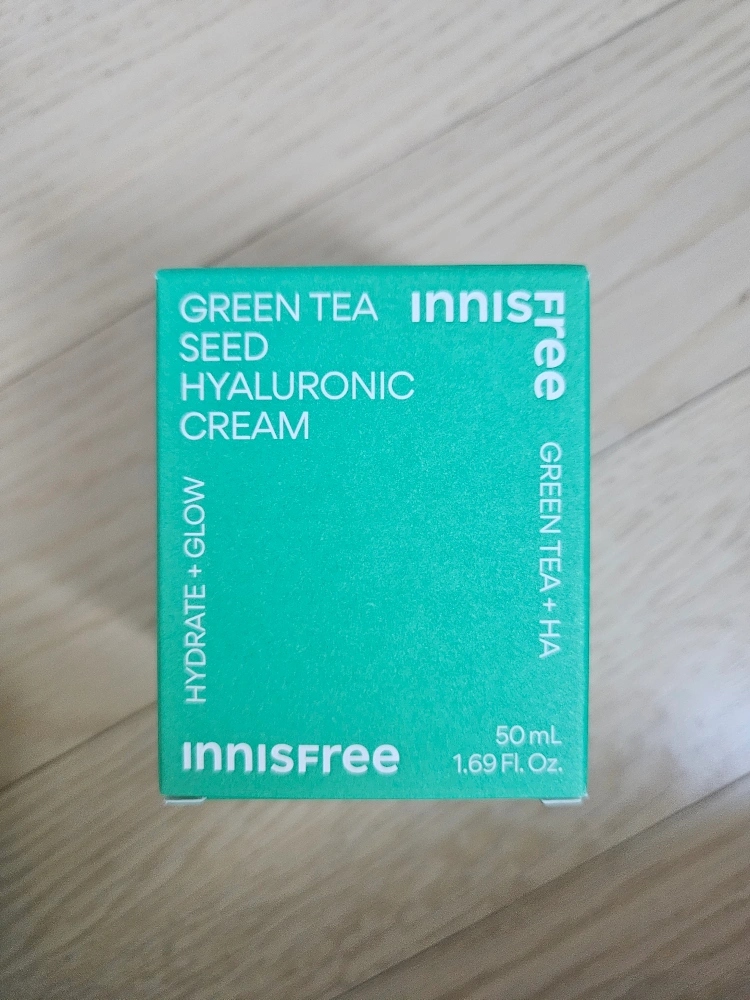 GREEN TEA
SEED
HYALURONIC
CREAM
INNISFree
GREEN TEA + HA
HYDRATE + GLOW
INNISFree
50 mL
1.69 Fl. Oz.